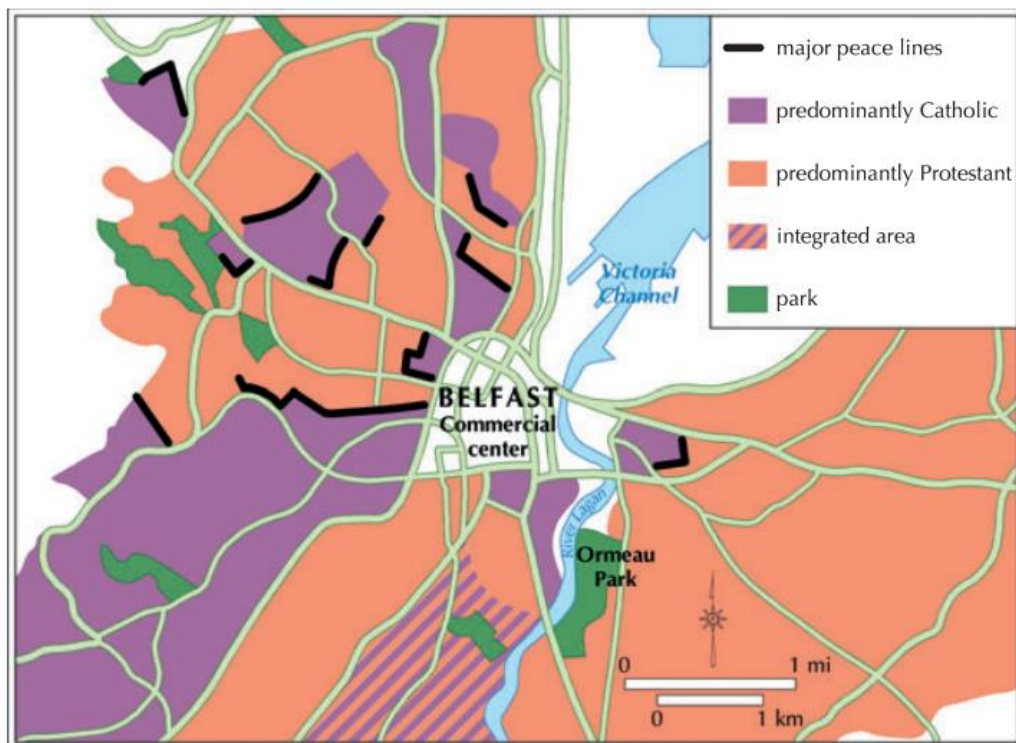 major peace lines
predominantly Catholic
predominantly Protestant
integrated area
park
Victoria
Channel
BELFAST
Commercial
center
River Lagan
Ormeau
Park
0 1 mi
0 1 km